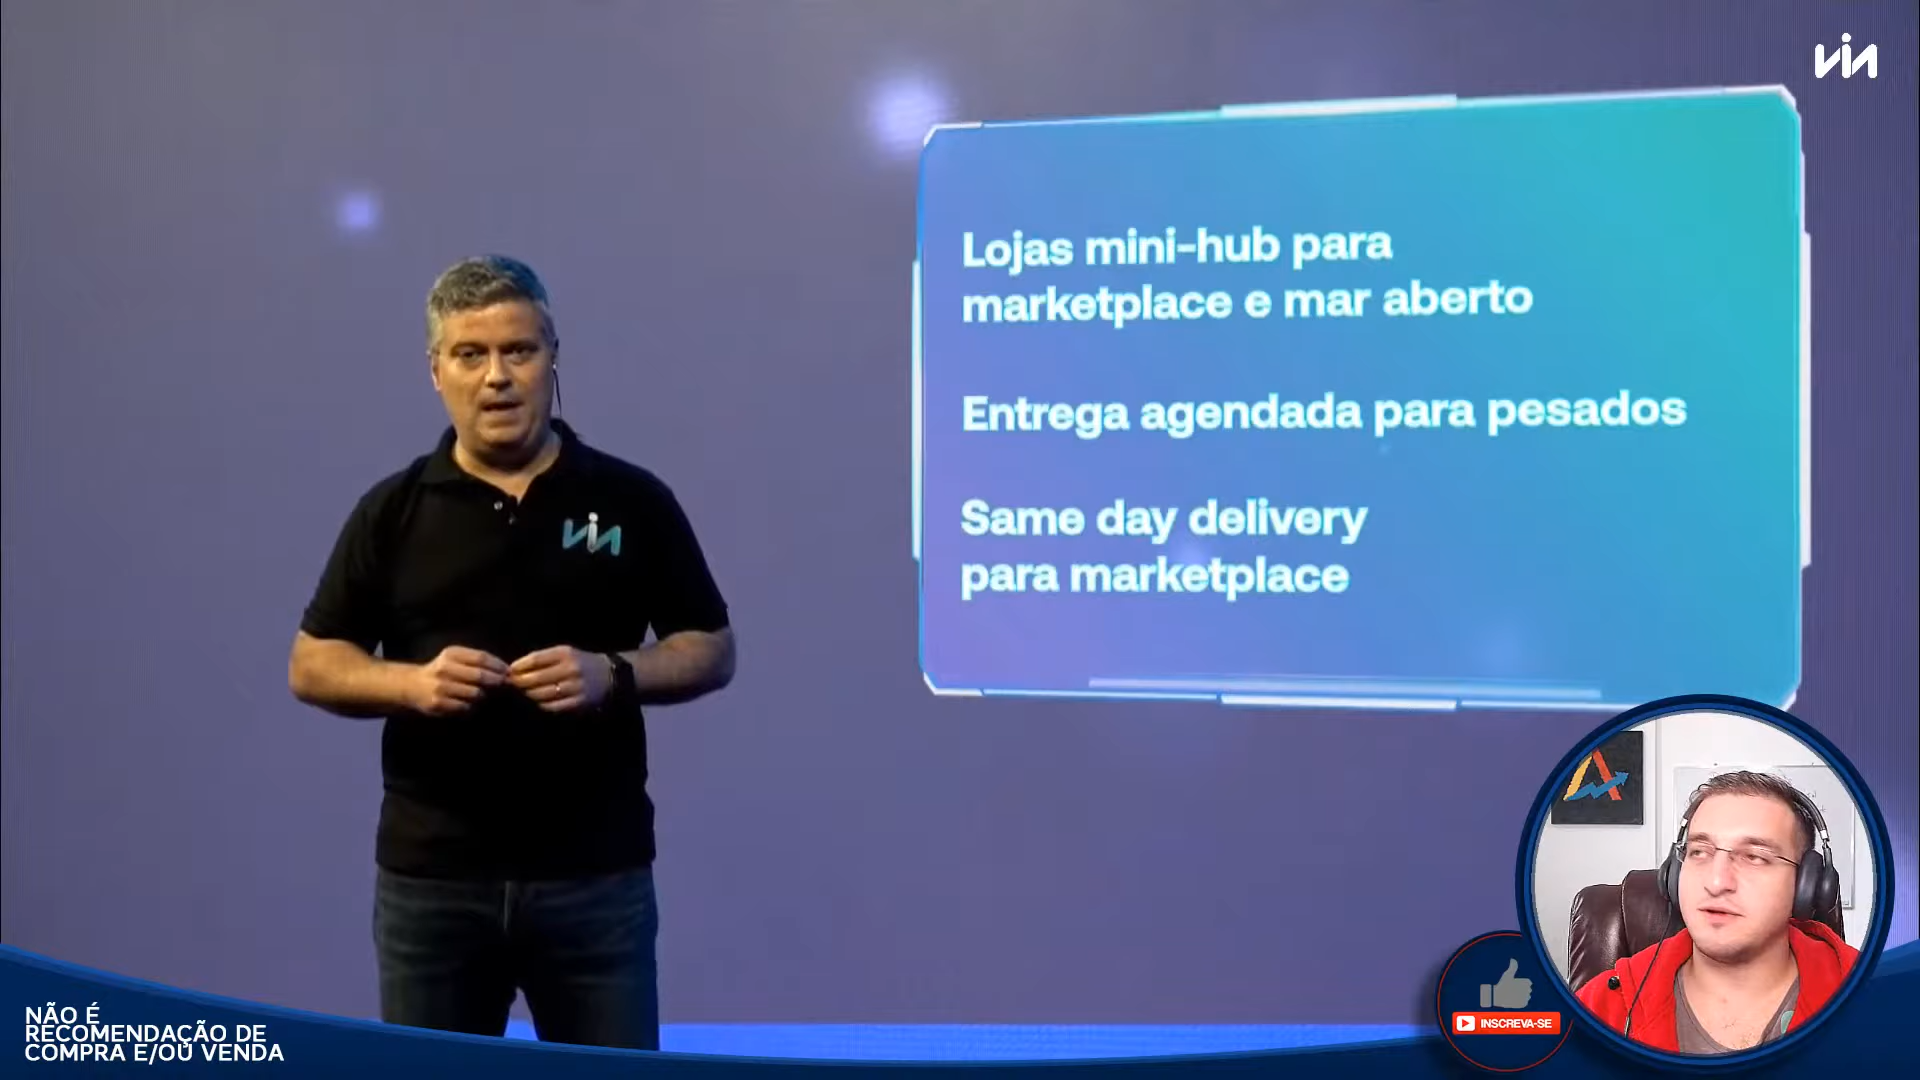 via
Lojas mini-hub para
marketplace e mar aberto
Entrega agendada para pesados
Same day delivery
para marketplace
via
INSCREVA-SE
NÃO É
RECOMENDAÇÃO DE
COMPRA E/OU VENDA